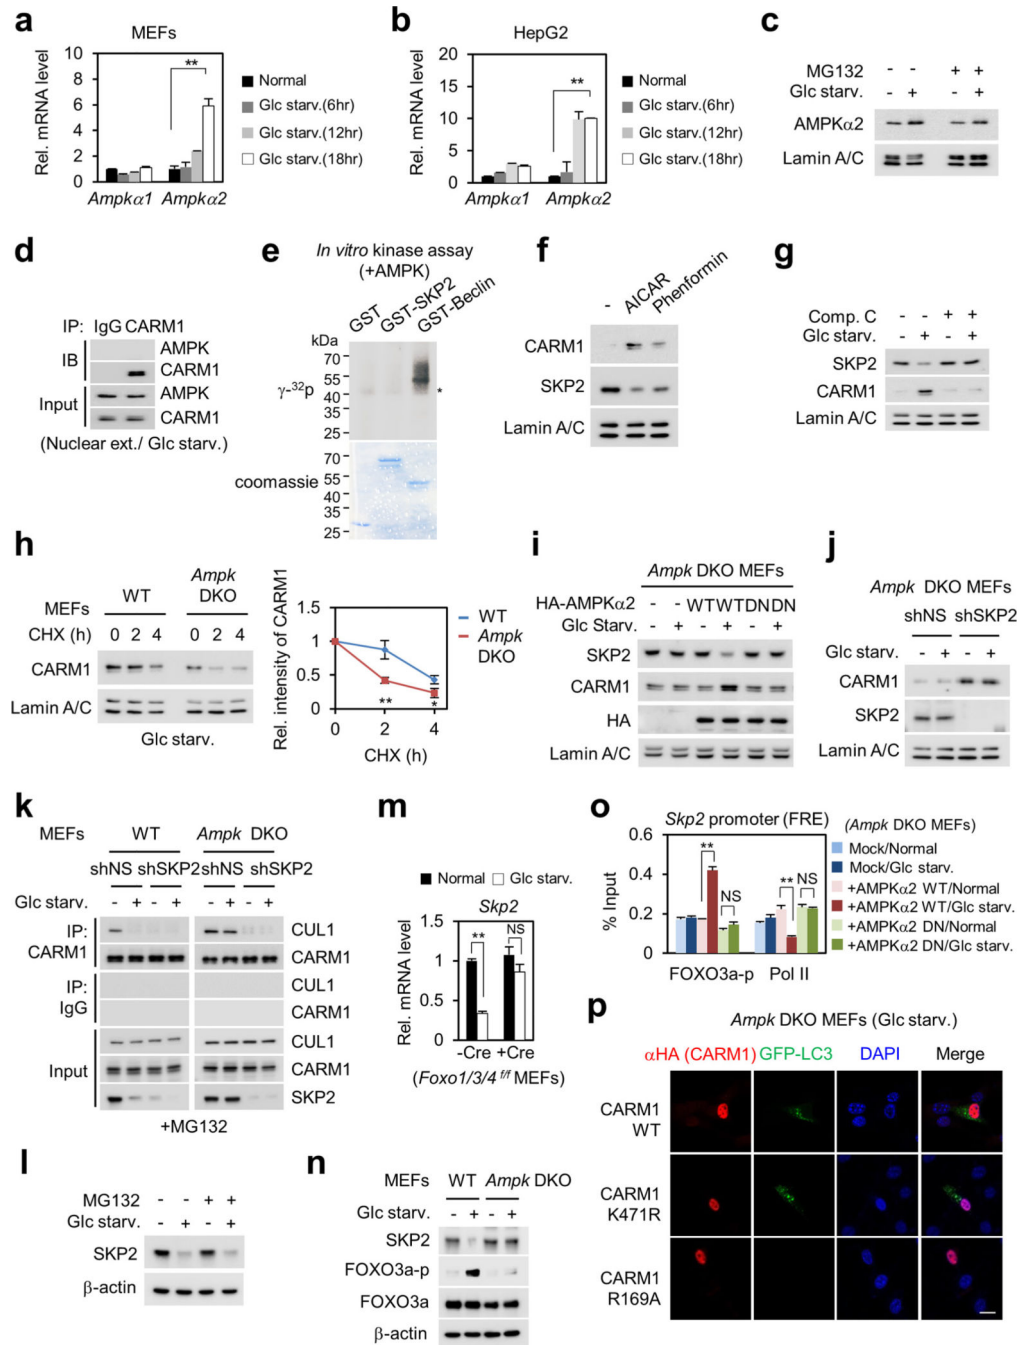 a
MEFs
Rel. mRNA level
10
8
6
4
2
0
**
Ampkα1 Ampkα2
Normal
Glc starv.(6hr)
Glc starv.(12hr)
Glc starv.(18hr)
b
HepG2
Rel. mRNA level
20
15
10
5
0
**
Ampkα1 Ampkα2
Normal
Glc starv.(6hr)
Glc starv.(12hr)
Glc starv.(18hr)
c
MG132 - - + +
Glc starv. - + - +
AMPKα2
Lamin A/C
d
IP: IgG CARM1
IB
AMPK
CARM1
Input
AMPK
CARM1
(Nuclear ext./ Glc starv.)
e
In vitro kinase assay
(+AMPK)
GST GST-SKP2 GST-Beclin
kDa
70
55
40
35
25
γ-³²p
*
coomassie
70
55
40
35
25
f
- AICAR Phenformin
CARM1
SKP2
Lamin A/C
g
Comp. C - - + +
Glc starv. - + - +
SKP2
CARM1
Lamin A/C
h
MEFs WT Ampk DKO
CHX (h) 0 2 4 0 2 4
CARM1
Lamin A/C
Glc starv.
Rel. intensity of CARM1
1.5
1
0.5
0
** *
0 2 4
CHX (h)
WT
Ampk
DKO
i
Ampk DKO MEFs
HA-AMPKα2 - - WT WT DN DN
Glc Starv. - + - + - +
SKP2
CARM1
HA
Lamin A/C
j
Ampk DKO MEFs
shNS shSKP2
Glc starv. - + - +
CARM1
SKP2
Lamin A/C
k
MEFs WT Ampk DKO
shNS shSKP2 shNS shSKP2
Glc starv. - + - + - + - +
IP: CARM1
CUL1
CARM1
IP: IgG
CUL1
CARM1
Input
CUL1
CARM1
SKP2
+MG132
l
MG132 - - + +
Glc starv. - + - +
SKP2
β-actin
m
Normal Glc starv.
Skp2
Rel. mRNA level
1.5
1
0.5
0
** NS
-Cre +Cre
(Foxo1/3/4 f/f MEFs)
n
MEFs WT Ampk DKO
Glc starv. - + - +
SKP2
FOXO3a-p
FOXO3a
β-actin
o
Skp2 promoter (FRE)
% Input
0.6
0.4
0.2
0
** NS ** NS
FOXO3a-p Pol II
(Ampk DKO MEFs)
Mock/Normal
Mock/Glc starv.
+AMPKα2 WT/Normal
+AMPKα2 WT/Glc starv.
+AMPKα2 DN/Normal
+AMPKα2 DN/Glc starv.
p
Ampk DKO MEFs (Glc starv.)
αHA (CARM1) GFP-LC3 DAPI Merge
CARM1
WT
CARM1
K471R
CARM1
R169A